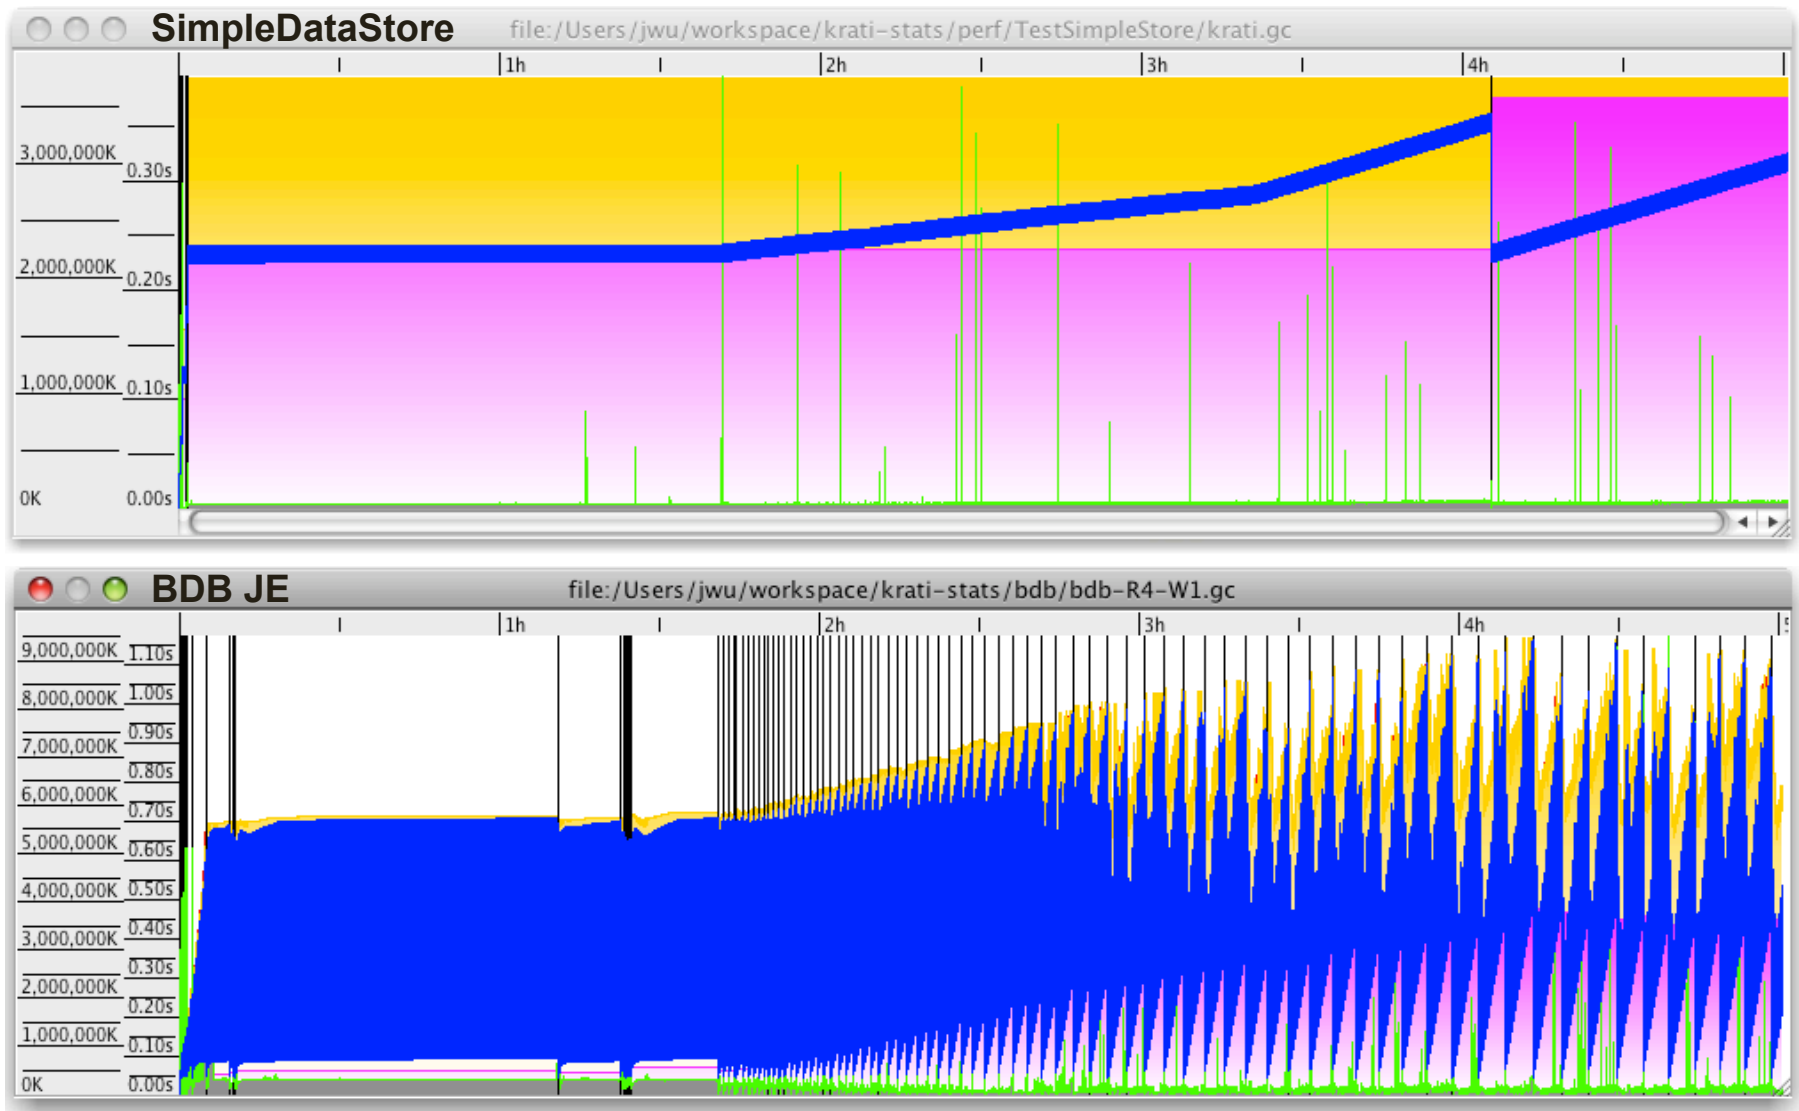 SimpleDataStore file:/Users/jwu/workspace/krati-stats/perf/TestSimpleStore/krati.gc
1h 2h 3h 4h
3,000,000K 0.30s
2,000,000K 0.20s
1,000,000K 0.10s
0K 0.00s
BDB JE file:/Users/jwu/workspace/krati-stats/bdb/bdb-R4-W1.gc
1h 2h 3h 4h
9,000,000K 1.10s
8,000,000K 1.00s
7,000,000K 0.90s
0.80s
6,000,000K 0.70s
5,000,000K 0.60s
4,000,000K 0.50s
3,000,000K 0.40s
0.30s
2,000,000K 0.20s
1,000,000K 0.10s
0K 0.00s